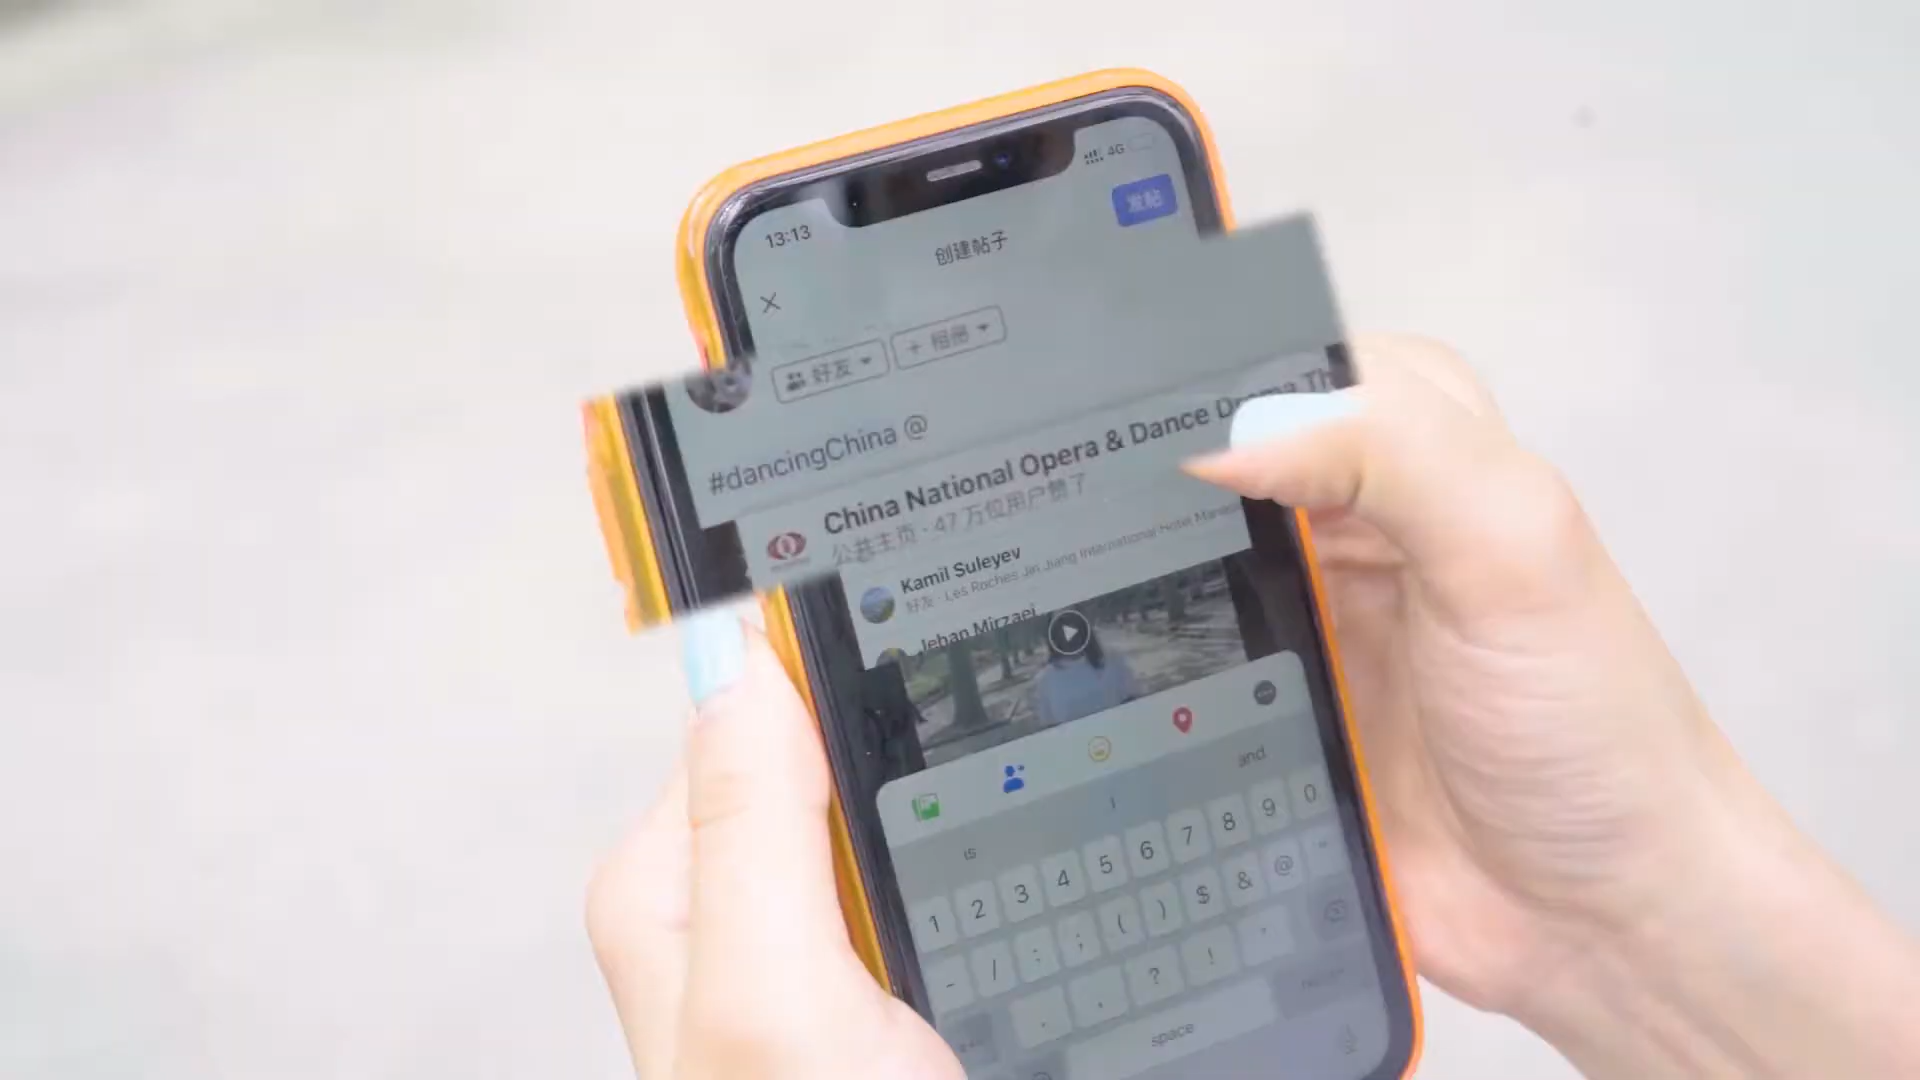 4G
13:13
发帖
创建帖子
好友
+ 相册
#dancingChina @
China National Opera & Dance Drama Th
公共主页 · 47 万位用户赞了
Kamil Suleyev
好友 · Les Roches Jin Jiang International Hotel Manag
Jehan Mirzaei
is
I
and
1 2 3 4 5 6 7 8 9 0
- / : ; ( ) $ & @ "
. , ? ! '
space